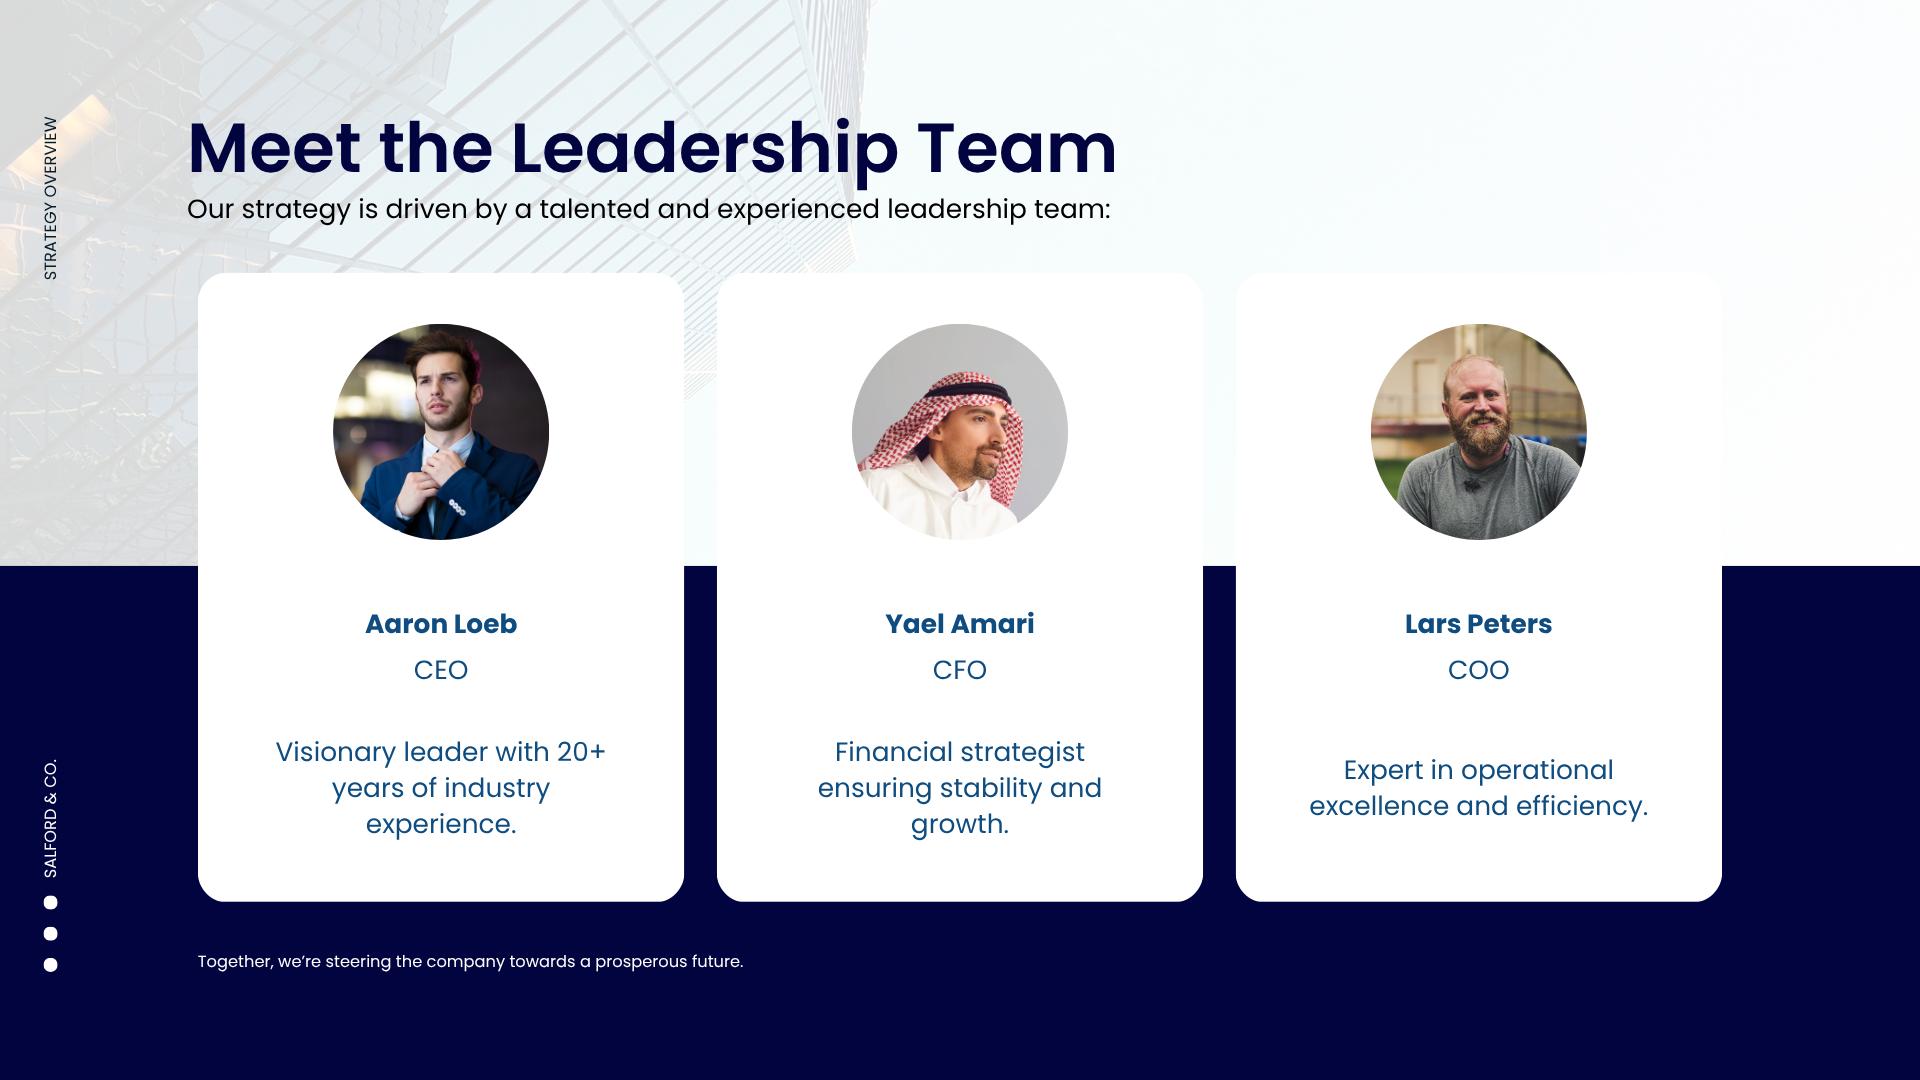 STRATEGY OVERVIEW
Meet the Leadership Team
Our strategy is driven by a talented and experienced leadership team:
Aaron Loeb
CEO
Visionary leader with 20+
years of industry
experience.
Yael Amari
CFO
Financial strategist
ensuring stability and
growth.
Lars Peters
COO
Expert in operational
excellence and efficiency.
SALFORD & CO.
Together, we’re steering the company towards a prosperous future.